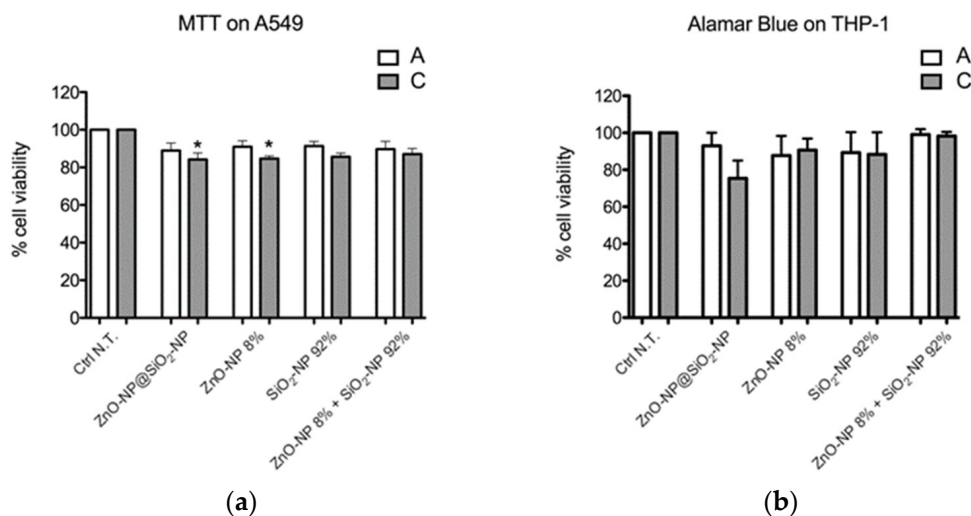 MTT on A549
A
C
% cell viability
120
100
80
60
40
20
0
*
*
Ctrl N.T.
ZnO-NP@SiO₂-NP
ZnO-NP 8%
SiO₂-NP 92%
ZnO-NP 8% + SiO₂-NP 92%
(a)
Alamar Blue on THP-1
A
C
% cell viability
120
100
80
60
40
20
0
Ctrl N.T.
ZnO-NP@SiO₂-NP
ZnO-NP 8%
SiO₂-NP 92%
ZnO-NP 8% + SiO₂-NP 92%
(b)